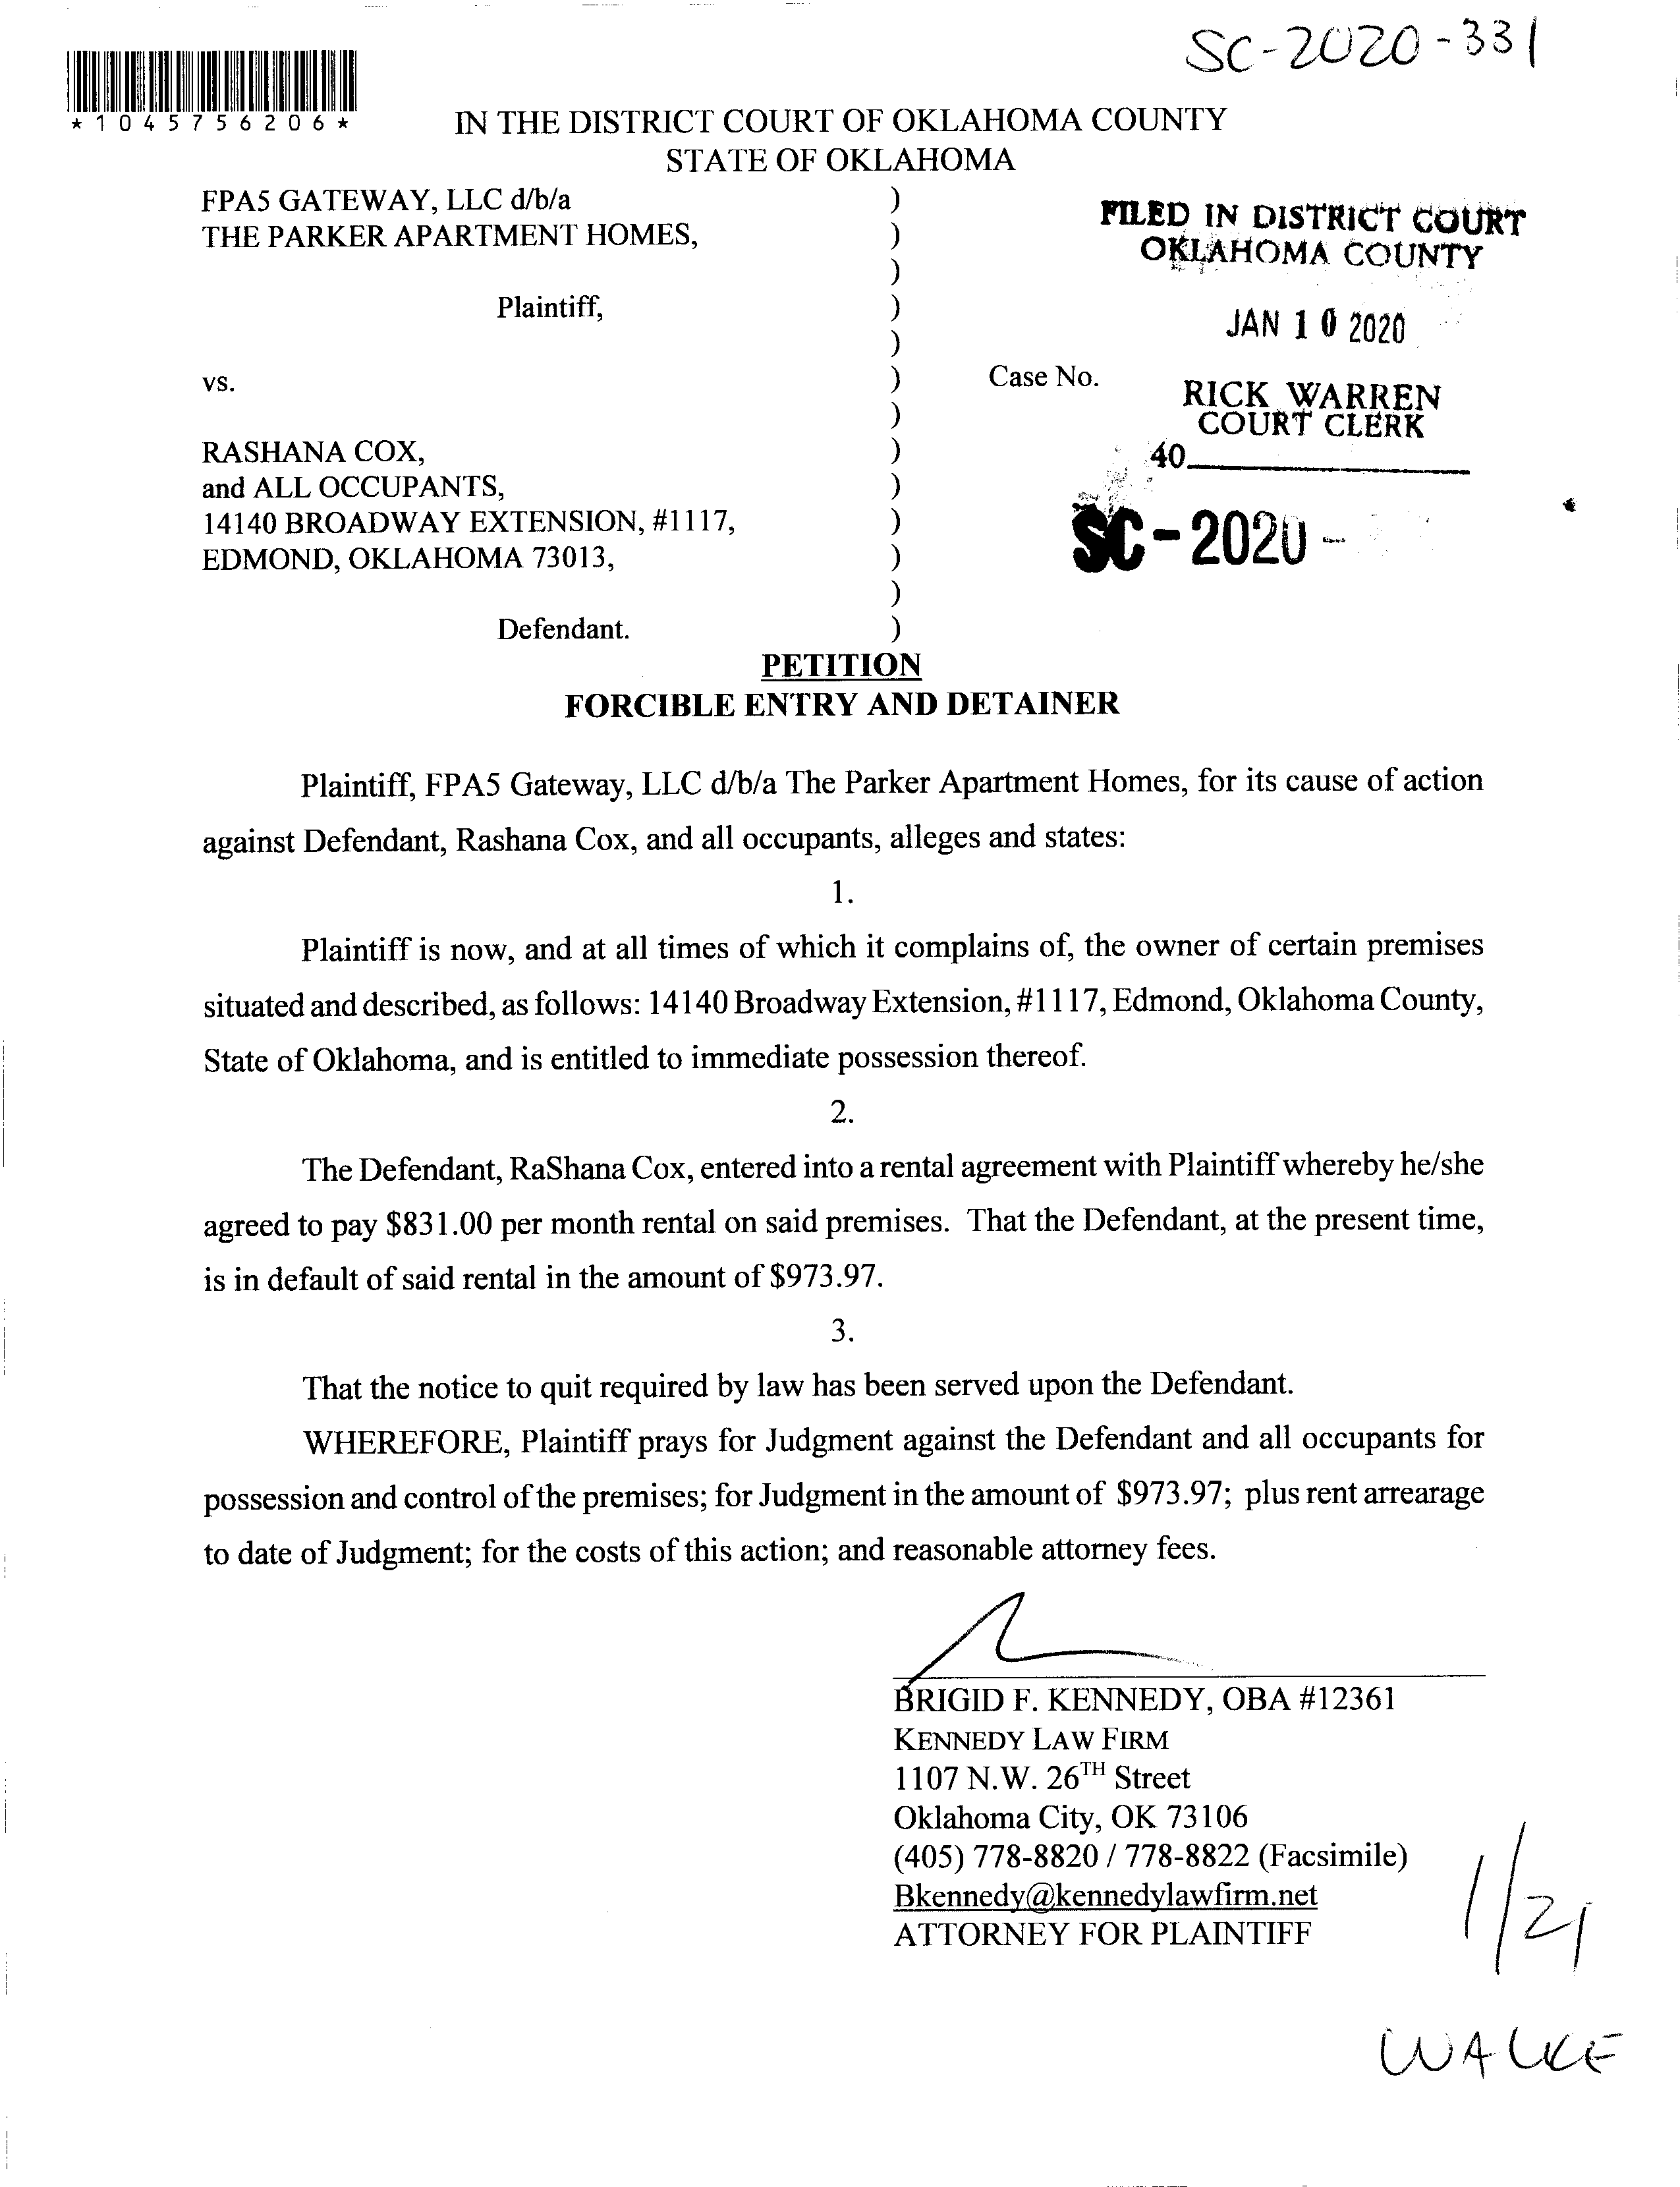 SC-2020-331
*1045756206*
IN THE DISTRICT COURT OF OKLAHOMA COUNTY
STATE OF OKLAHOMA
FPA5 GATEWAY, LLC d/b/a )
THE PARKER APARTMENT HOMES, )
)
Plaintiff, )
)
vs. ) Case No.
)
RASHANA COX, )
and ALL OCCUPANTS, )
14140 BROADWAY EXTENSION, #1117, )
EDMOND, OKLAHOMA 73013, )
)
Defendant. )
FILED IN DISTRICT COURT
OKLAHOMA COUNTY
JAN 10 2020
RICK WARREN
COURT CLERK
40
SC-2020-
PETITION
FORCIBLE ENTRY AND DETAINER
Plaintiff, FPA5 Gateway, LLC d/b/a The Parker Apartment Homes, for its cause of action
against Defendant, Rashana Cox, and all occupants, alleges and states:
1.
Plaintiff is now, and at all times of which it complains of, the owner of certain premises
situated and described, as follows: 14140 Broadway Extension, #1117, Edmond, Oklahoma County,
State of Oklahoma, and is entitled to immediate possession thereof.
2.
The Defendant, RaShana Cox, entered into a rental agreement with Plaintiff whereby he/she
agreed to pay $831.00 per month rental on said premises. That the Defendant, at the present time,
is in default of said rental in the amount of $973.97.
3.
That the notice to quit required by law has been served upon the Defendant.
WHEREFORE, Plaintiff prays for Judgment against the Defendant and all occupants for
possession and control of the premises; for Judgment in the amount of $973.97; plus rent arrearage
to date of Judgment; for the costs of this action; and reasonable attorney fees.
BRIGID F. KENNEDY, OBA #12361
KENNEDY LAW FIRM
1107 N.W. 26TH Street
Oklahoma City, OK 73106
(405) 778-8820 / 778-8822 (Facsimile)
Bkennedy@kennedylawfirm.net
ATTORNEY FOR PLAINTIFF
1/21
WALKE